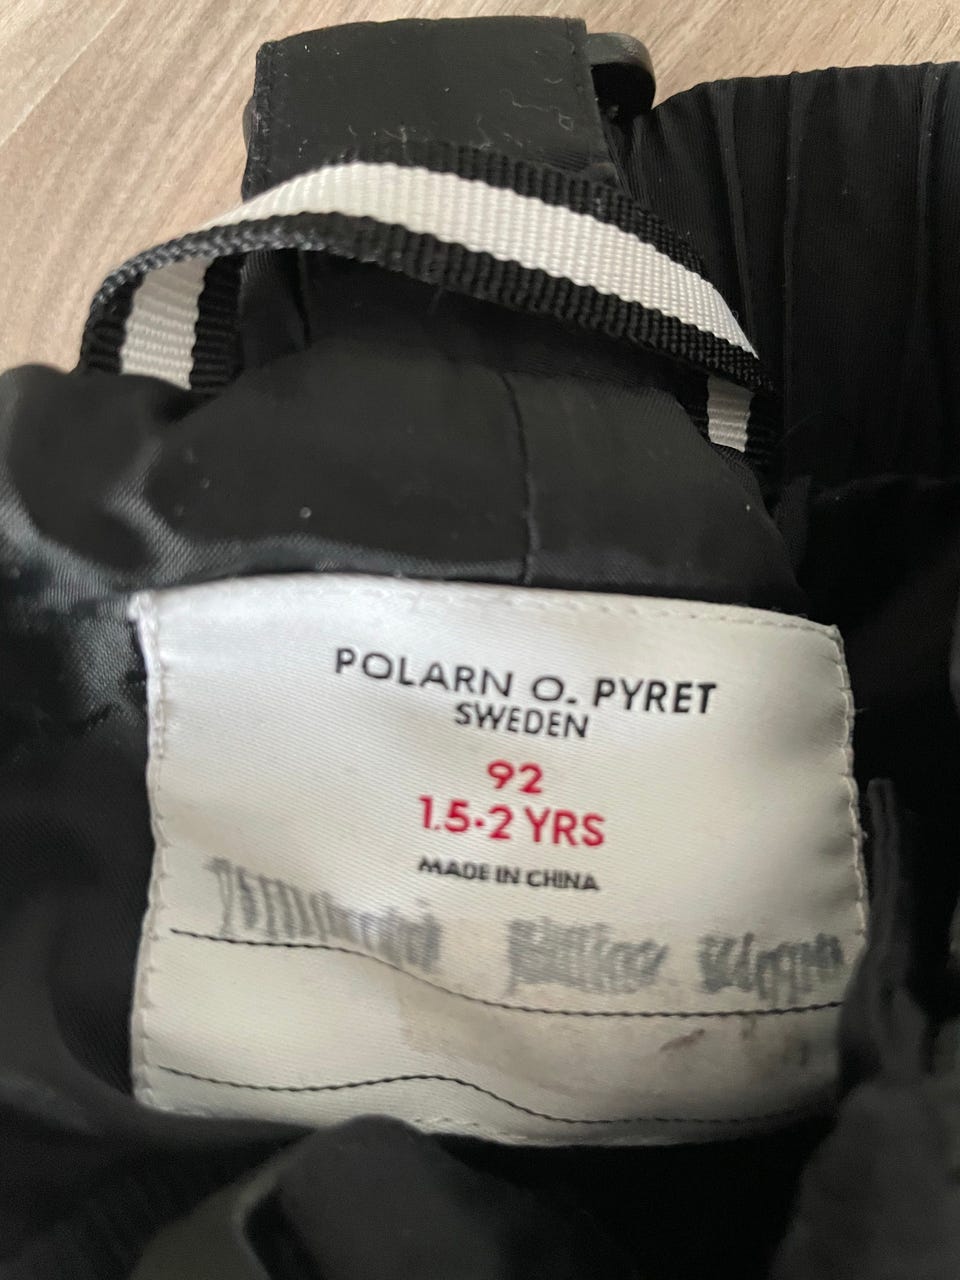 POLARN O. PYRET
SWEDEN
92
1.5-2 YRS
MADE IN CHINA